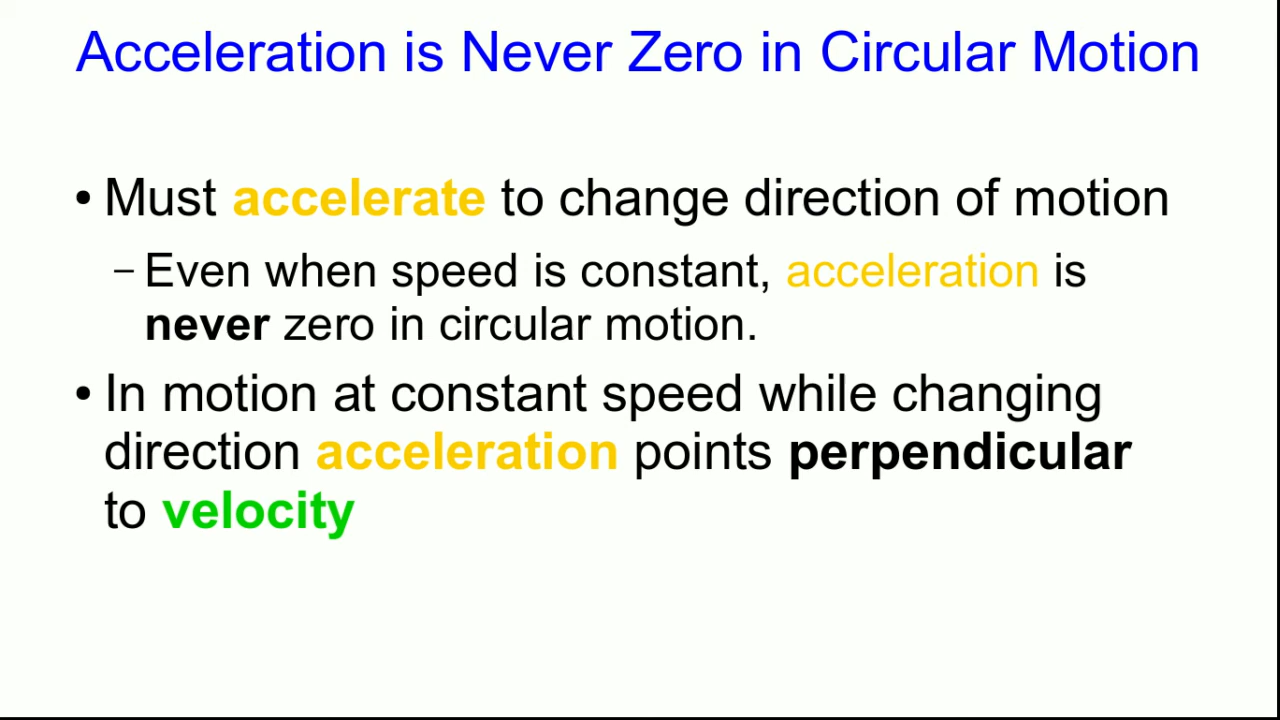 Acceleration is Never Zero in Circular Motion
• Must accelerate to change direction of motion
– Even when speed is constant, acceleration is
never zero in circular motion.
• In motion at constant speed while changing
direction acceleration points perpendicular
to velocity